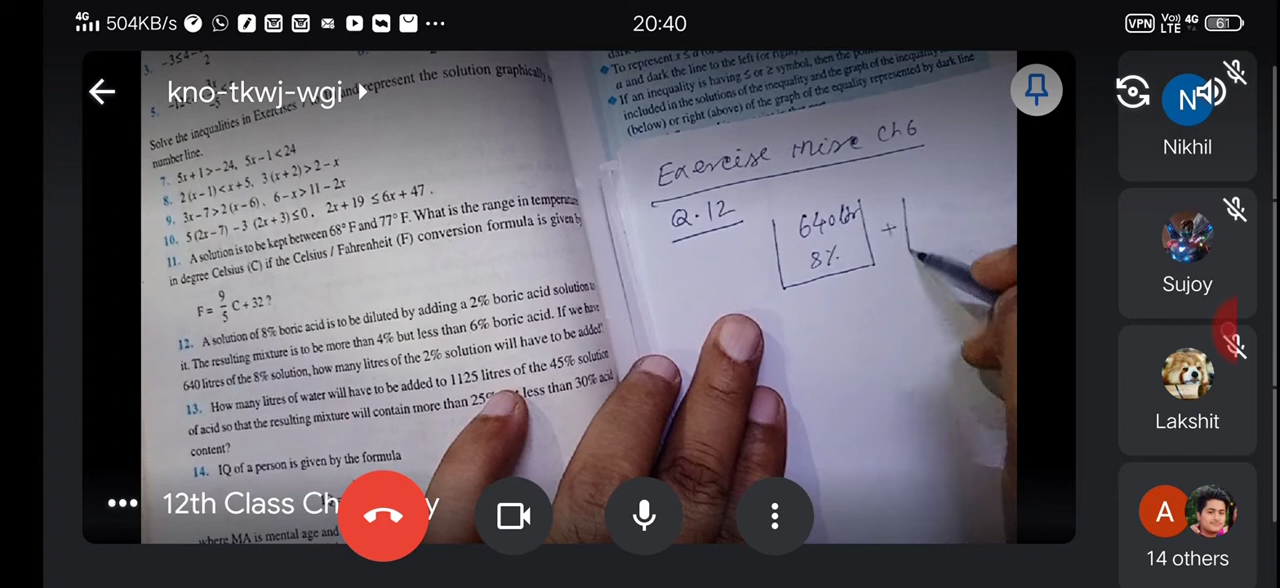 4G 504KB/s 20:40 VPN Vo)) LTE 4G 61
kno-tkwj-wgi
3. -3 ≤ 4 -
5.
Solve the inequalities in Exercises and represent the solution graphically
number line.
7. 5x + 1 > – 24, 5x – 1 < 24
8. 2 (x – 1) < x + 5, 3 (x + 2) > 2 – x
9. 3x – 7 > 2 (x – 6), 6 – x > 11 – 2x
10. 5 (2x – 7) – 3 (2x + 3) ≤ 0, 2x + 19 ≤ 6x + 47 .
11. A solution is to be kept between 68° F and 77° F. What is the range in temperature
in degree Celsius (C) if the Celsius / Fahrenheit (F) conversion formula is given by
F = 9/5 C + 32 ?
12. A solution of 8% boric acid is to be diluted by adding a 2% boric acid solution to
it. The resulting mixture is to be more than 4% but less than 6% boric acid. If we have
640 litres of the 8% solution, how many litres of the 2% solution will have to be added?
13. How many litres of water will have to be added to 1125 litres of the 45% solution
of acid so that the resulting mixture will contain more than 25% less than 30% acid
content?
14. IQ of a person is given by the formula
where MA is mental age and
To represent x ≤ a
a and dark the line to the left (or right)
If an inequality is having ≤ or ≥ symbol, then the
included in the solutions of the inequality and the graph of the inequality
(below) or right (above) of the graph of the equality represented by dark line
Exercise Misc Ch 6
Q.12
640 ltr
8%
+
12th Class Ch y
N
Nikhil
Sujoy
Lakshit
A
14 others